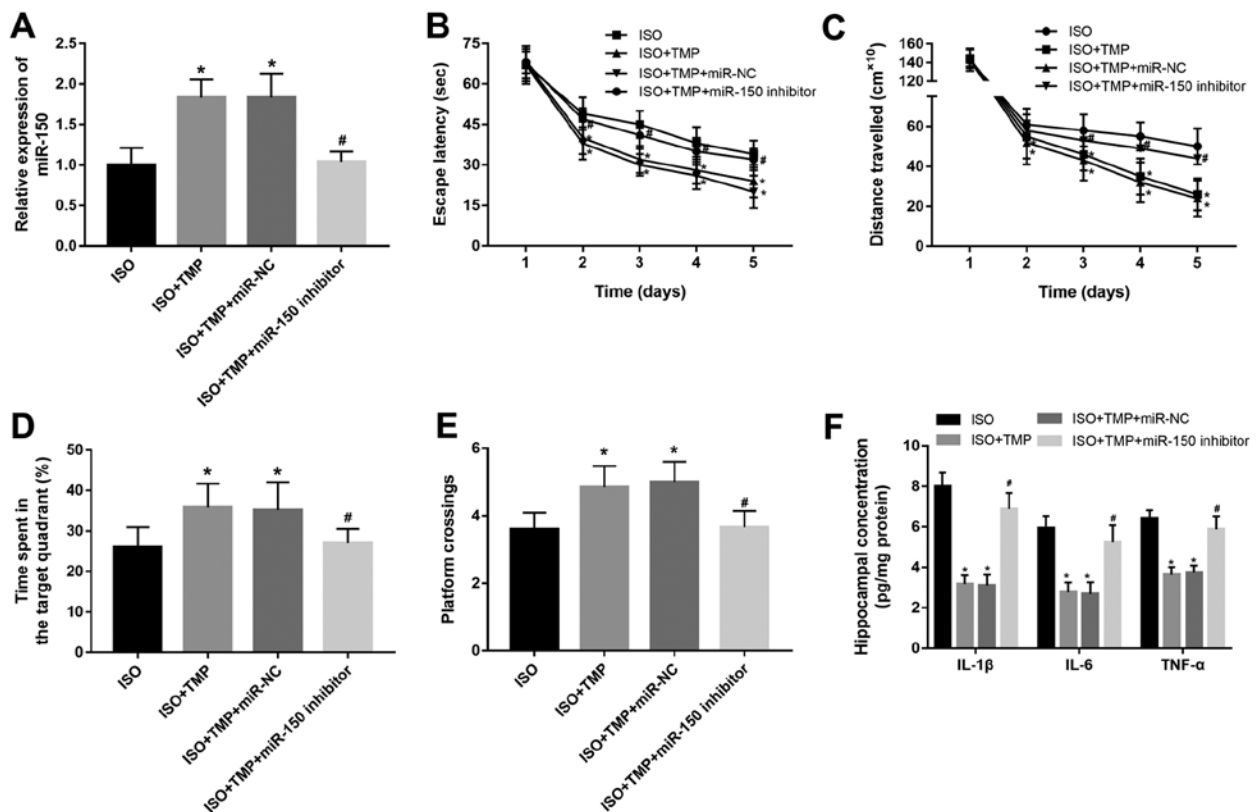 A
Relative expression of
miR-150
2.5
2.0
1.5
1.0
0.5
0.0
*
*
#
ISO
ISO+TMP
ISO+TMP+miR-NC
ISO+TMP+miR-150 inhibitor
B
Escape latency (sec)
75
60
45
30
15
0
ISO
ISO+TMP
ISO+TMP+miR-NC
ISO+TMP+miR-150 inhibitor
#
*
*
#
*
*
#
*
*
#
*
*
1 2 3 4 5
Time (days)
C
Distance travelled (cm×10)
160
140
120
60
40
20
0
ISO
ISO+TMP
ISO+TMP+miR-NC
ISO+TMP+miR-150 inhibitor
*
*
#
*
*
#
*
*
#
*
*
1 2 3 4 5
Time (days)
D
Time spent in
the target quadrant (%)
50
40
30
20
10
0
*
*
#
ISO
ISO+TMP
ISO+TMP+miR-NC
ISO+TMP+miR-150 inhibitor
E
Platform crossings
8
6
4
2
0
*
*
#
ISO
ISO+TMP
ISO+TMP+miR-NC
ISO+TMP+miR-150 inhibitor
F
ISO
ISO+TMP
ISO+TMP+miR-NC
ISO+TMP+miR-150 inhibitor
Hippocampal concentration
(pg/mg protein)
10
8
6
4
2
0
* * #
* * #
* * #
IL-1β IL-6 TNF-α